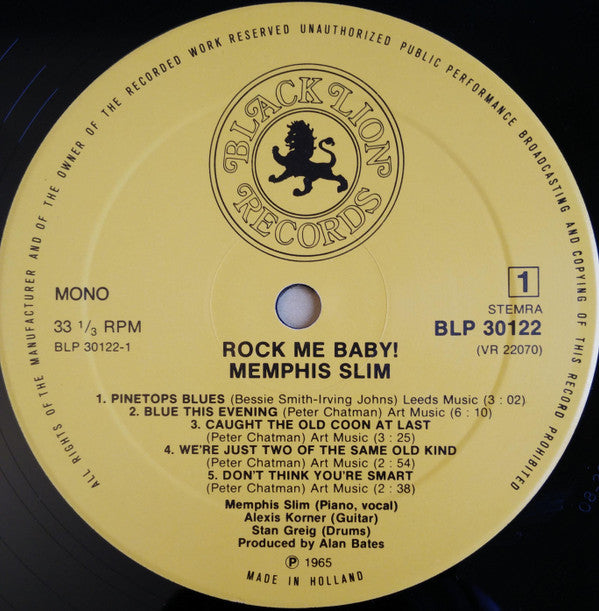 ALL RIGHTS OF THE MANUFACTURER AND OF THE OWNER OF THE RECORDED WORK RESERVED UNAUTHORIZED PUBLIC PERFORMANCE BROADCASTING AND COPYING OF THIS RECORD PROHIBITED
BLACK LION
RECORDS
MONO
33 1/3 RPM
BLP 30122-1
1
STEMRA
BLP 30122
(VR 22070)
ROCK ME BABY!
MEMPHIS SLIM
1. PINETOPS BLUES (Bessie Smith-Irving Johns) Leeds Music (3 : 02)
2. BLUE THIS EVENING (Peter Chatman) Art Music (6 : 10)
3. CAUGHT THE OLD COON AT LAST
(Peter Chatman) Art Music (3 : 25)
4. WE'RE JUST TWO OF THE SAME OLD KIND
(Peter Chatman) Art Music (2 : 54)
5. DON'T THINK YOU'RE SMART
(Peter Chatman) Art Music (2 : 38)
Memphis Slim (Piano, vocal)
Alexis Korner (Guitar)
Stan Greig (Drums)
Produced by Alan Bates
℗ 1965
MADE IN HOLLAND